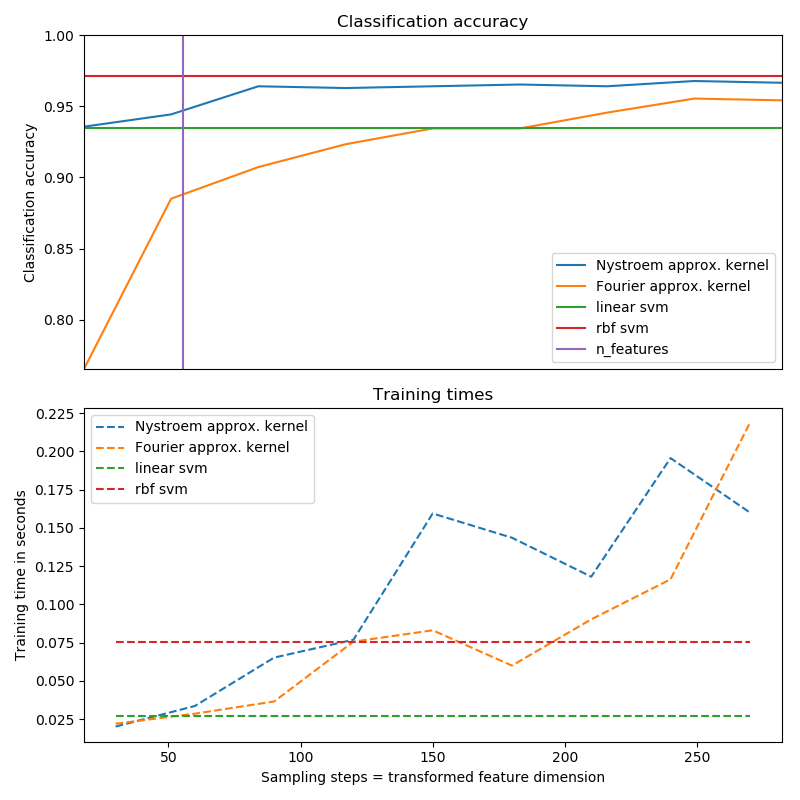 Classification accuracy
1.00
0.95
0.90
0.85
0.80
Classification accuracy
Nystroem approx. kernel
Fourier approx. kernel
linear svm
rbf svm
n_features
Training times
0.225
0.200
0.175
0.150
0.125
0.100
0.075
0.050
0.025
Training time in seconds
Nystroem approx. kernel
Fourier approx. kernel
linear svm
rbf svm
50 100 150 200 250
Sampling steps = transformed feature dimension